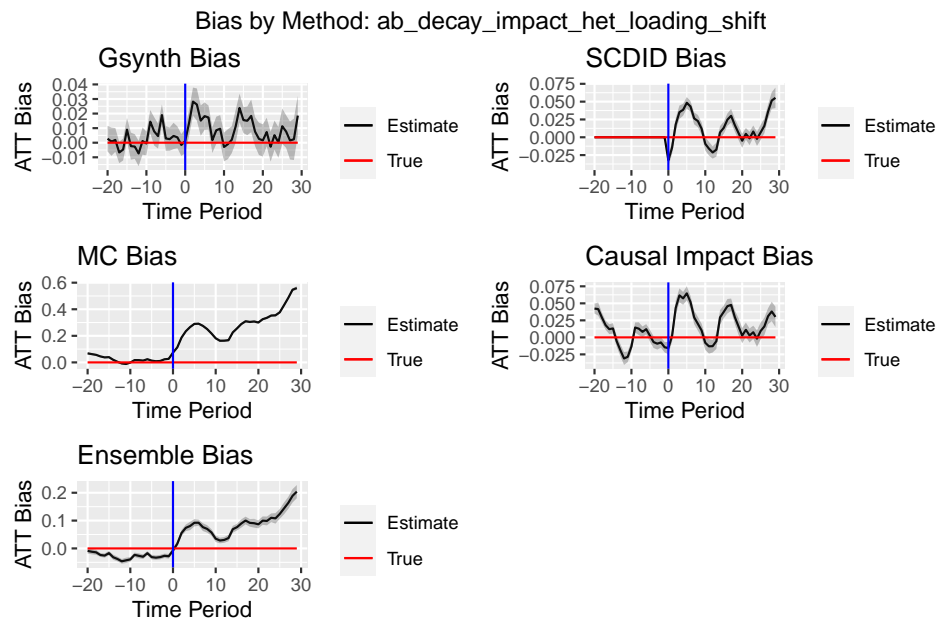 Bias by Method: ab_decay_impact_het_loading_shift
Gsynth Bias
ATT Bias
0.04
0.03
0.02
0.01
0.00
−0.01
−20 −10 0 10 20 30
Time Period
Estimate
True
SCDID Bias
ATT Bias
0.075
0.050
0.025
0.000
−0.025
−20 −10 0 10 20 30
Time Period
Estimate
True
MC Bias
ATT Bias
0.6
0.4
0.2
0.0
−20 −10 0 10 20 30
Time Period
Estimate
True
Causal Impact Bias
ATT Bias
0.075
0.050
0.025
0.000
−0.025
−20 −10 0 10 20 30
Time Period
Estimate
True
Ensemble Bias
ATT Bias
0.2
0.1
0.0
−20 −10 0 10 20 30
Time Period
Estimate
True